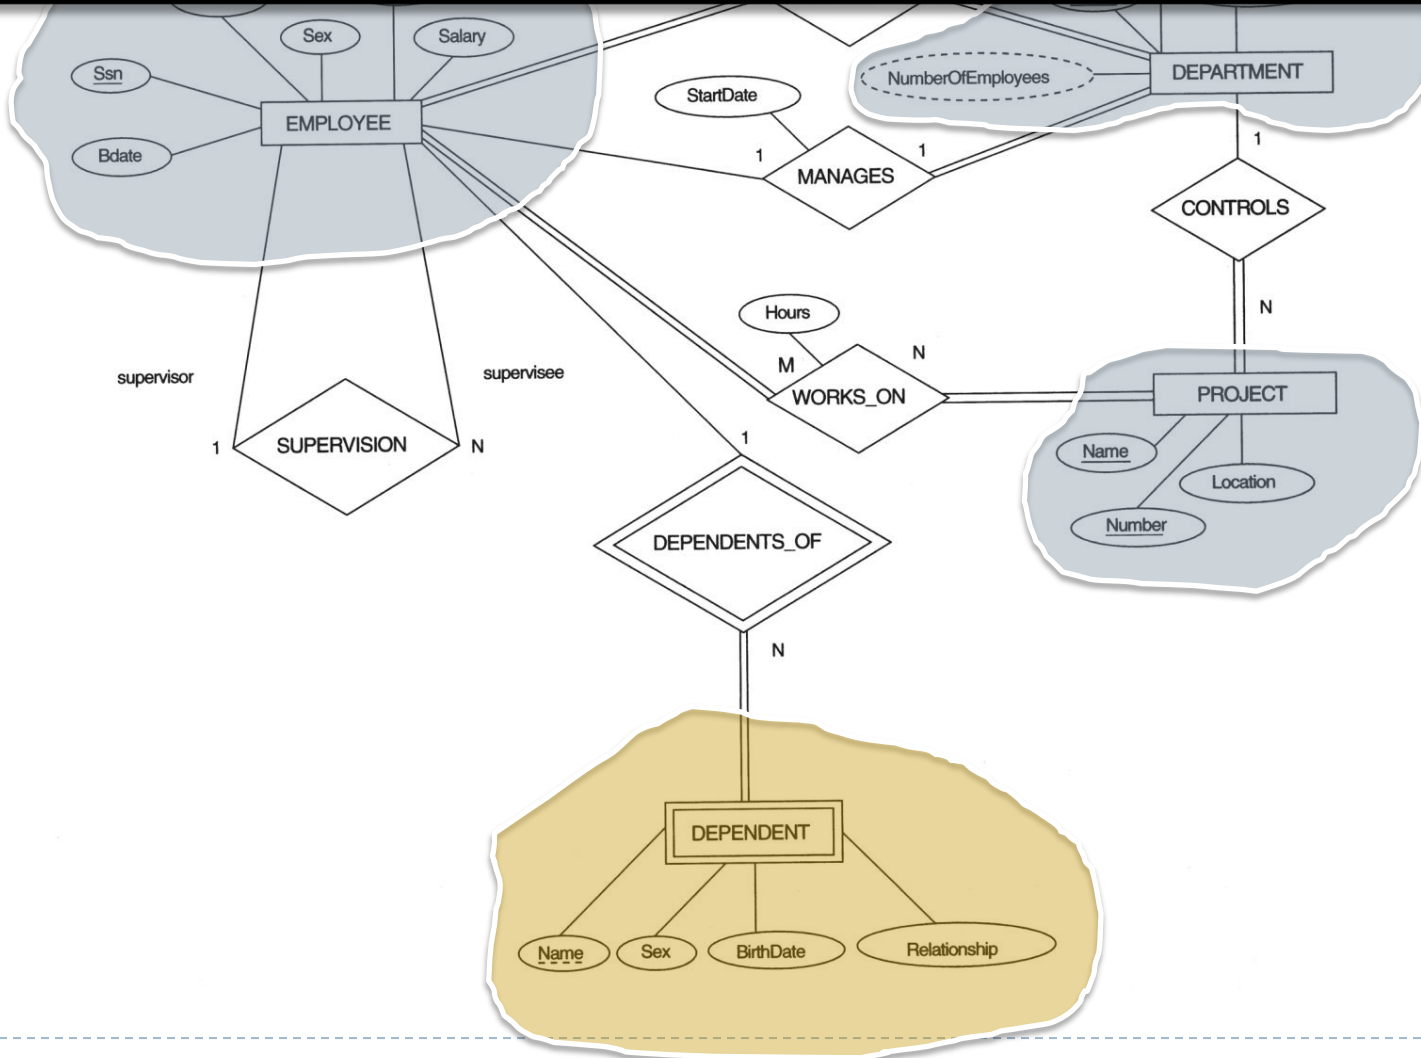 Sex
Salary
Ssn
NumberOfEmployees
DEPARTMENT
StartDate
EMPLOYEE
Bdate
1
1
1
MANAGES
CONTROLS
Hours
N
M
N
supervisor
supervisee
WORKS_ON
PROJECT
1
SUPERVISION
N
1
Name
Location
Number
DEPENDENTS_OF
N
DEPENDENT
Name
Sex
BirthDate
Relationship